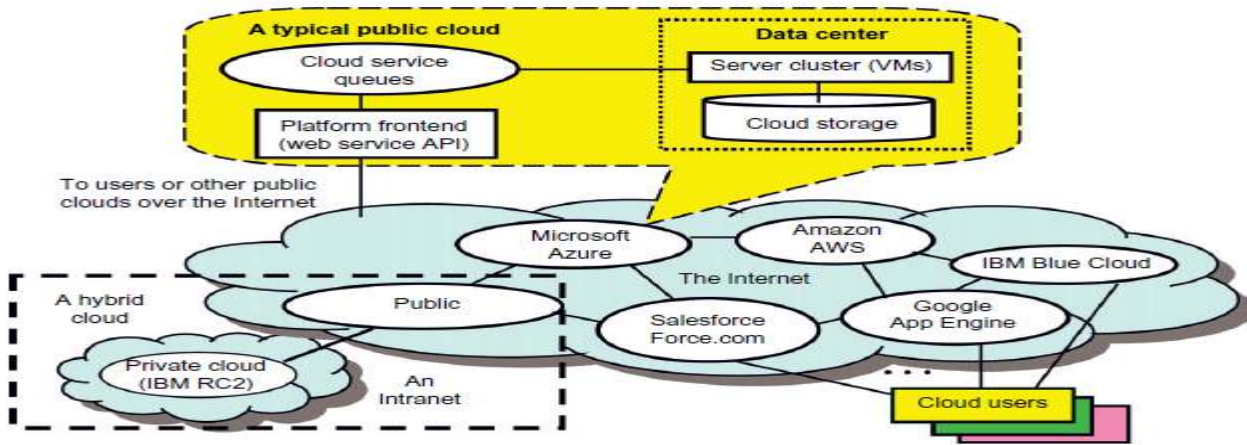 A typical public cloud
Data center
Cloud service
queues
Server cluster (VMs)
Platform frontend
(web service API)
Cloud storage
To users or other public
clouds over the Internet
Microsoft
Azure
Amazon
AWS
The Internet
IBM Blue Cloud
A hybrid
cloud
Public
Salesforce
Force.com
Google
App Engine
Private cloud
(IBM RC2)
An
Intranet
...
Cloud users